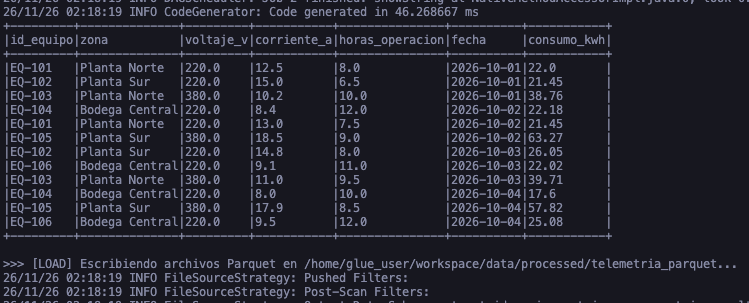 26/11/26 02:18:19 INFO CodeGenerator: Code generated in 46.268667 ms
+---------+--------------+---------+-----------+---------------+----------+-----------+
|id_equipo|zona          |voltaje_v|corriente_a|horas_operacion|fecha     |consumo_kwh|
+---------+--------------+---------+-----------+---------------+----------+-----------+
|EQ-101   |Planta Norte  |220.0    |12.5       |8.0            |2026-10-01|22.0       |
|EQ-102   |Planta Sur    |220.0    |15.0       |6.5            |2026-10-01|21.45      |
|EQ-103   |Planta Norte  |380.0    |10.2       |10.0           |2026-10-01|38.76      |
|EQ-104   |Bodega Central|220.0    |8.4        |12.0           |2026-10-02|22.18      |
|EQ-101   |Planta Norte  |220.0    |13.0       |7.5            |2026-10-02|21.45      |
|EQ-105   |Planta Sur    |380.0    |18.5       |9.0            |2026-10-02|63.27      |
|EQ-102   |Planta Sur    |220.0    |14.8       |8.0            |2026-10-03|26.05      |
|EQ-106   |Bodega Central|220.0    |9.1        |11.0           |2026-10-03|22.02      |
|EQ-103   |Planta Norte  |380.0    |11.0       |9.5            |2026-10-03|39.71      |
|EQ-104   |Bodega Central|220.0    |8.0        |10.0           |2026-10-04|17.6       |
|EQ-105   |Planta Sur    |380.0    |17.9       |8.5            |2026-10-04|57.82      |
|EQ-106   |Bodega Central|220.0    |9.5        |12.0           |2026-10-04|25.08      |
+---------+--------------+---------+-----------+---------------+----------+-----------+
>>> [LOAD] Escribiendo archivos Parquet en /home/glue_user/workspace/data/processed/telemetria_parquet...
26/11/26 02:18:19 INFO FileSourceStrategy: Pushed Filters:
26/11/26 02:18:19 INFO FileSourceStrategy: Post-Scan Filters: